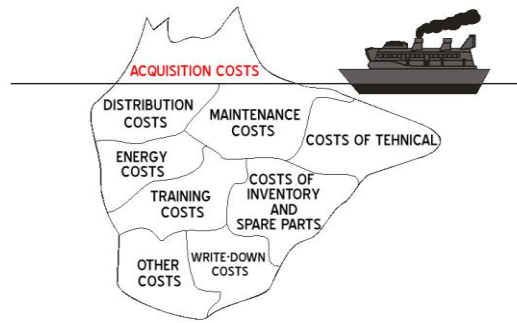 ACQUISITION COSTS
DISTRIBUTION
COSTS
MAINTENANCE
COSTS
COSTS OF TEHNICAL
ENERGY
COSTS
TRAINING
COSTS
COSTS OF
INVENTORY
AND
SPARE PARTS
OTHER
COSTS
WRITE-DOWN
COSTS